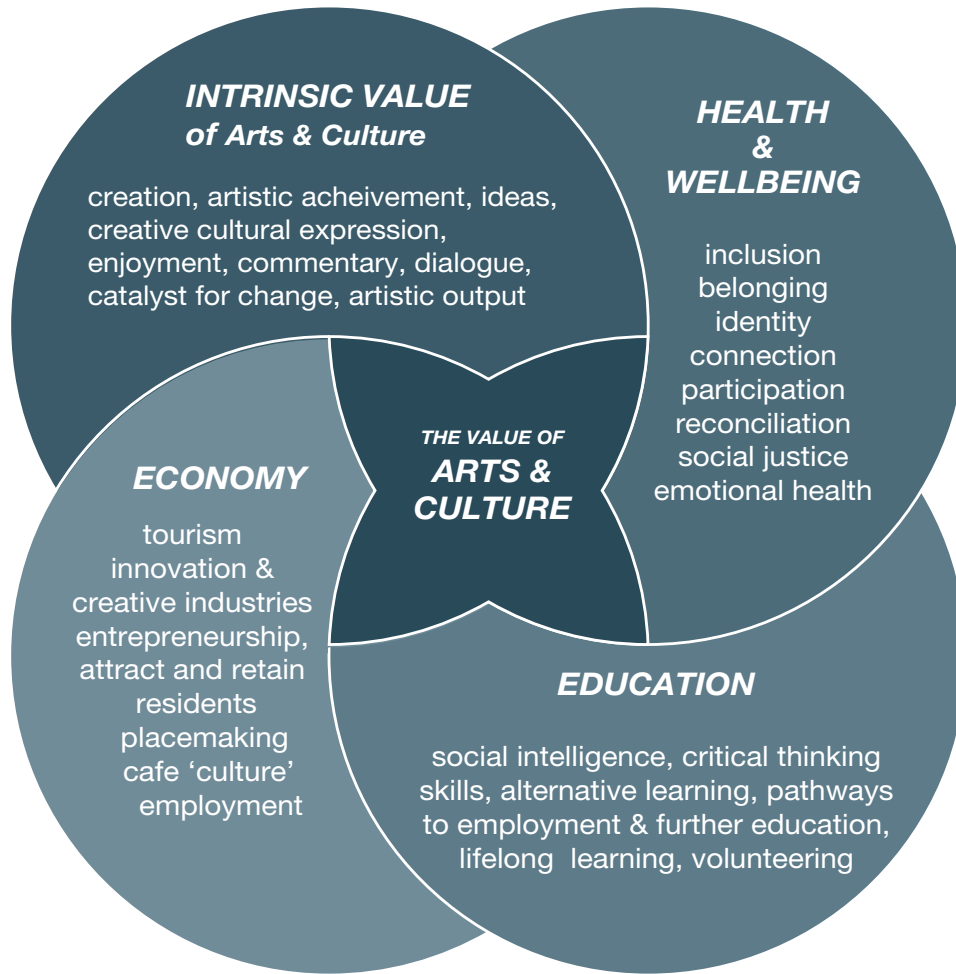 INTRINSIC VALUE
of Arts & Culture
creation, artistic acheivement, ideas,
creative cultural expression,
enjoyment, commentary, dialogue,
catalyst for change, artistic output
HEALTH
&
WELLBEING
inclusion
belonging
identity
connection
participation
reconciliation
social justice
emotional health
THE VALUE OF
ARTS &
CULTURE
ECONOMY
tourism
innovation &
creative industries
entrepreneurship,
attract and retain
residents
placemaking
cafe ‘culture’
employment
EDUCATION
social intelligence, critical thinking
skills, alternative learning, pathways
to employment & further education,
lifelong learning, volunteering